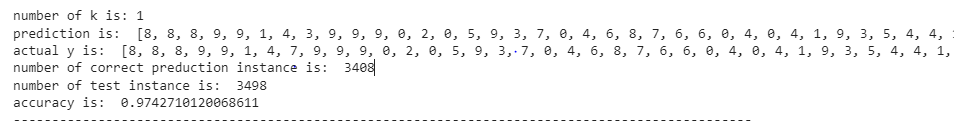 number of k is: 1
prediction is:  [8, 8, 8, 9, 9, 1, 4, 3, 9, 9, 9, 0, 2, 0, 5, 9, 3, 7, 0, 4, 6, 8, 7, 6, 6, 0, 4, 0, 4, 1, 9, 3, 5, 4, 4,
actual y is:  [8, 8, 8, 9, 9, 1, 4, 7, 9, 9, 9, 0, 2, 0, 5, 9, 3, 7, 0, 4, 6, 8, 7, 6, 6, 0, 4, 0, 4, 1, 9, 3, 5, 4, 4, 1,
number of correct preduction instance is:  3408
number of test instance is:  3498
accuracy is:  0.9742710120068611
------------------------------------------------------------------------------------------